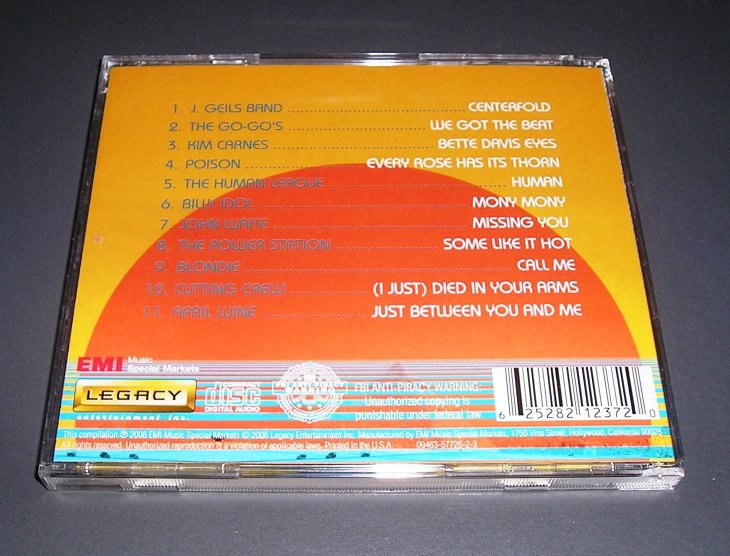 1. J. GEILS BAND ........................................ CENTERFOLD
2. THE GO-GO'S ................................ WE GOT THE BEAT
3. KIM CARNES ................................. BETTE DAVIS EYES
4. POISON ........................ EVERY ROSE HAS ITS THORN
5. THE HUMAN LEAGUE ........................................ HUMAN
6. BILLY IDOL ........................................ MONY MONY
7. JOHN WAITE ........................................ MISSING YOU
8. THE POWER STATION ...................... SOME LIKE IT HOT
9. BLONDIE .................................................... CALL ME
10. CUTTING CREW ................ (I JUST) DIED IN YOUR ARMS
11. APRIL WINE ...................... JUST BETWEEN YOU AND ME
EMI Music
Special Markets
LEGACY
entertainment inc.
COMPACT
disc
DIGITAL AUDIO
FBI ANTI-PIRACY WARNING:
Unauthorized copying is
punishable under federal law
6 25282 12372 0
This compilation ℗ 2006 EMI Music Special Markets © 2006 Legacy Entertainment Inc. Manufactured by EMI Music Special Markets, 1750 Vine Street, Hollywood, California 90028.
All rights reserved. Unauthorized reproduction is a violation of applicable laws. Printed in the U.S.A. 09463-57726-2-3